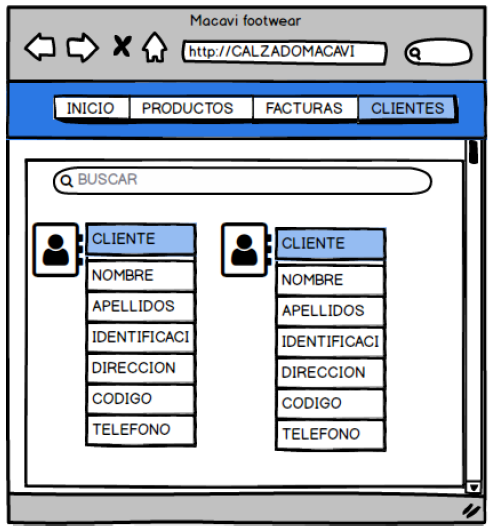 Macavi footwear
http://CALZADOMACAVI
INICIO PRODUCTOS FACTURAS CLIENTES
BUSCAR
CLIENTE
NOMBRE
APELLIDOS
IDENTIFICACI
DIRECCION
CODIGO
TELEFONO
CLIENTE
NOMBRE
APELLIDOS
IDENTIFICACI
DIRECCION
CODIGO
TELEFONO